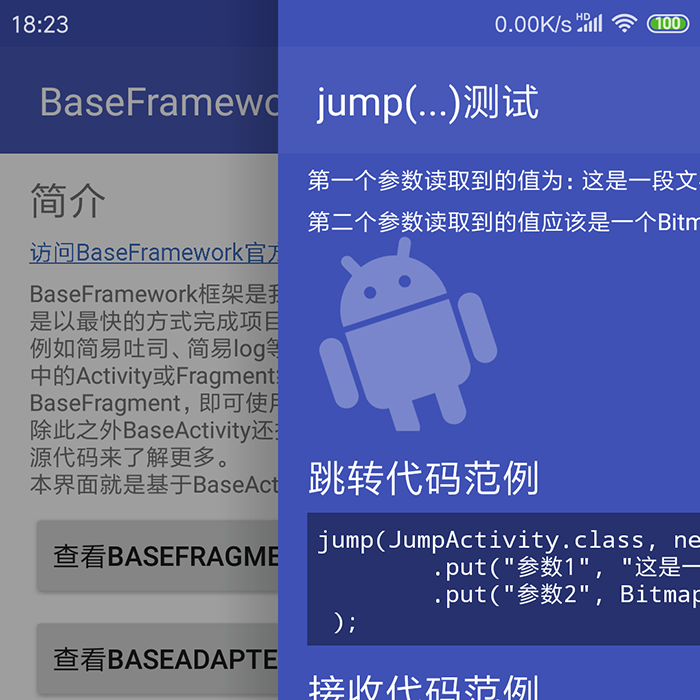 18:23
0.00K/s HD 100
BaseFramewo
简介
访问BaseFramework官方
BaseFramework框架是我
是以最快的方式完成项目
例如简易吐司、简易log等
中的Activity或Fragment
BaseFragment，即可使用
除此之外BaseActivity还
源代码来了解更多。
本界面就是基于BaseAct
查看BASEFRAGME
查看BASEADAPTE
jump(...)测试
第一个参数读取到的值为：这是一段文
第二个参数读取到的值应该是一个Bitm
跳转代码范例
jump(JumpActivity.class, ne
.put("参数1", "这是一
.put("参数2", Bitmap
);
接收代码范例